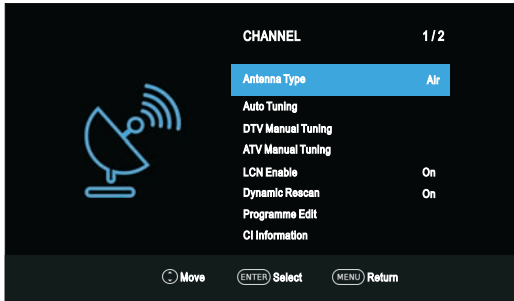 CHANNEL 1/2
Antenna Type Air
Auto Tuning
DTV Manual Tuning
ATV Manual Tuning
LCN Enable On
Dynamic Rescan On
Programme Edit
CI Information
Move ENTER Select MENU Return